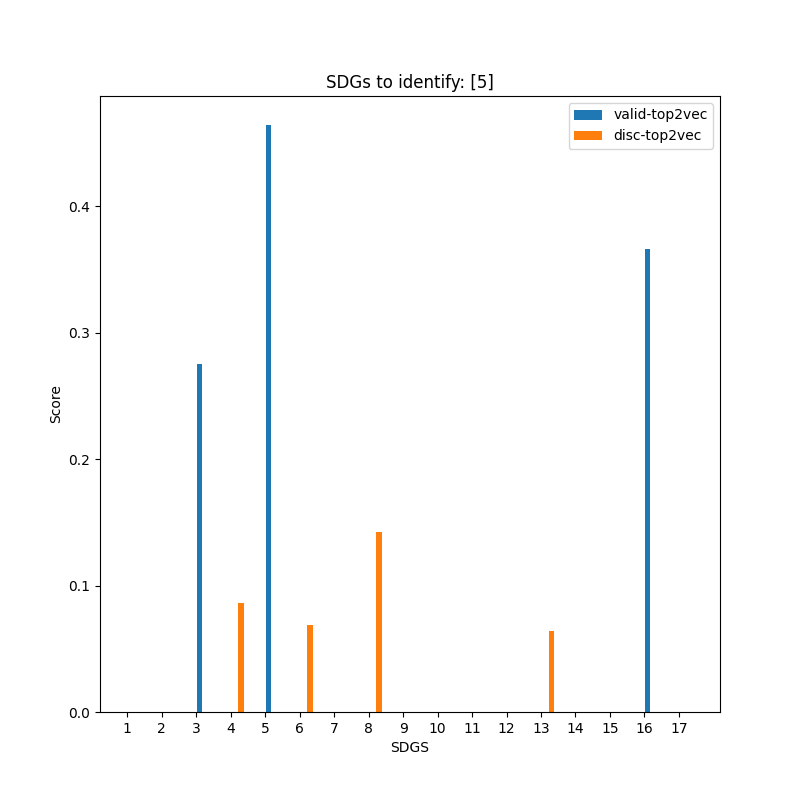 SDGs to identify: [5]
valid-top2vec
disc-top2vec
0.4
0.3
0.2
0.1
0.0
Score
1 2 3 4 5 6 7 8 9 10 11 12 13 14 15 16 17
SDGS